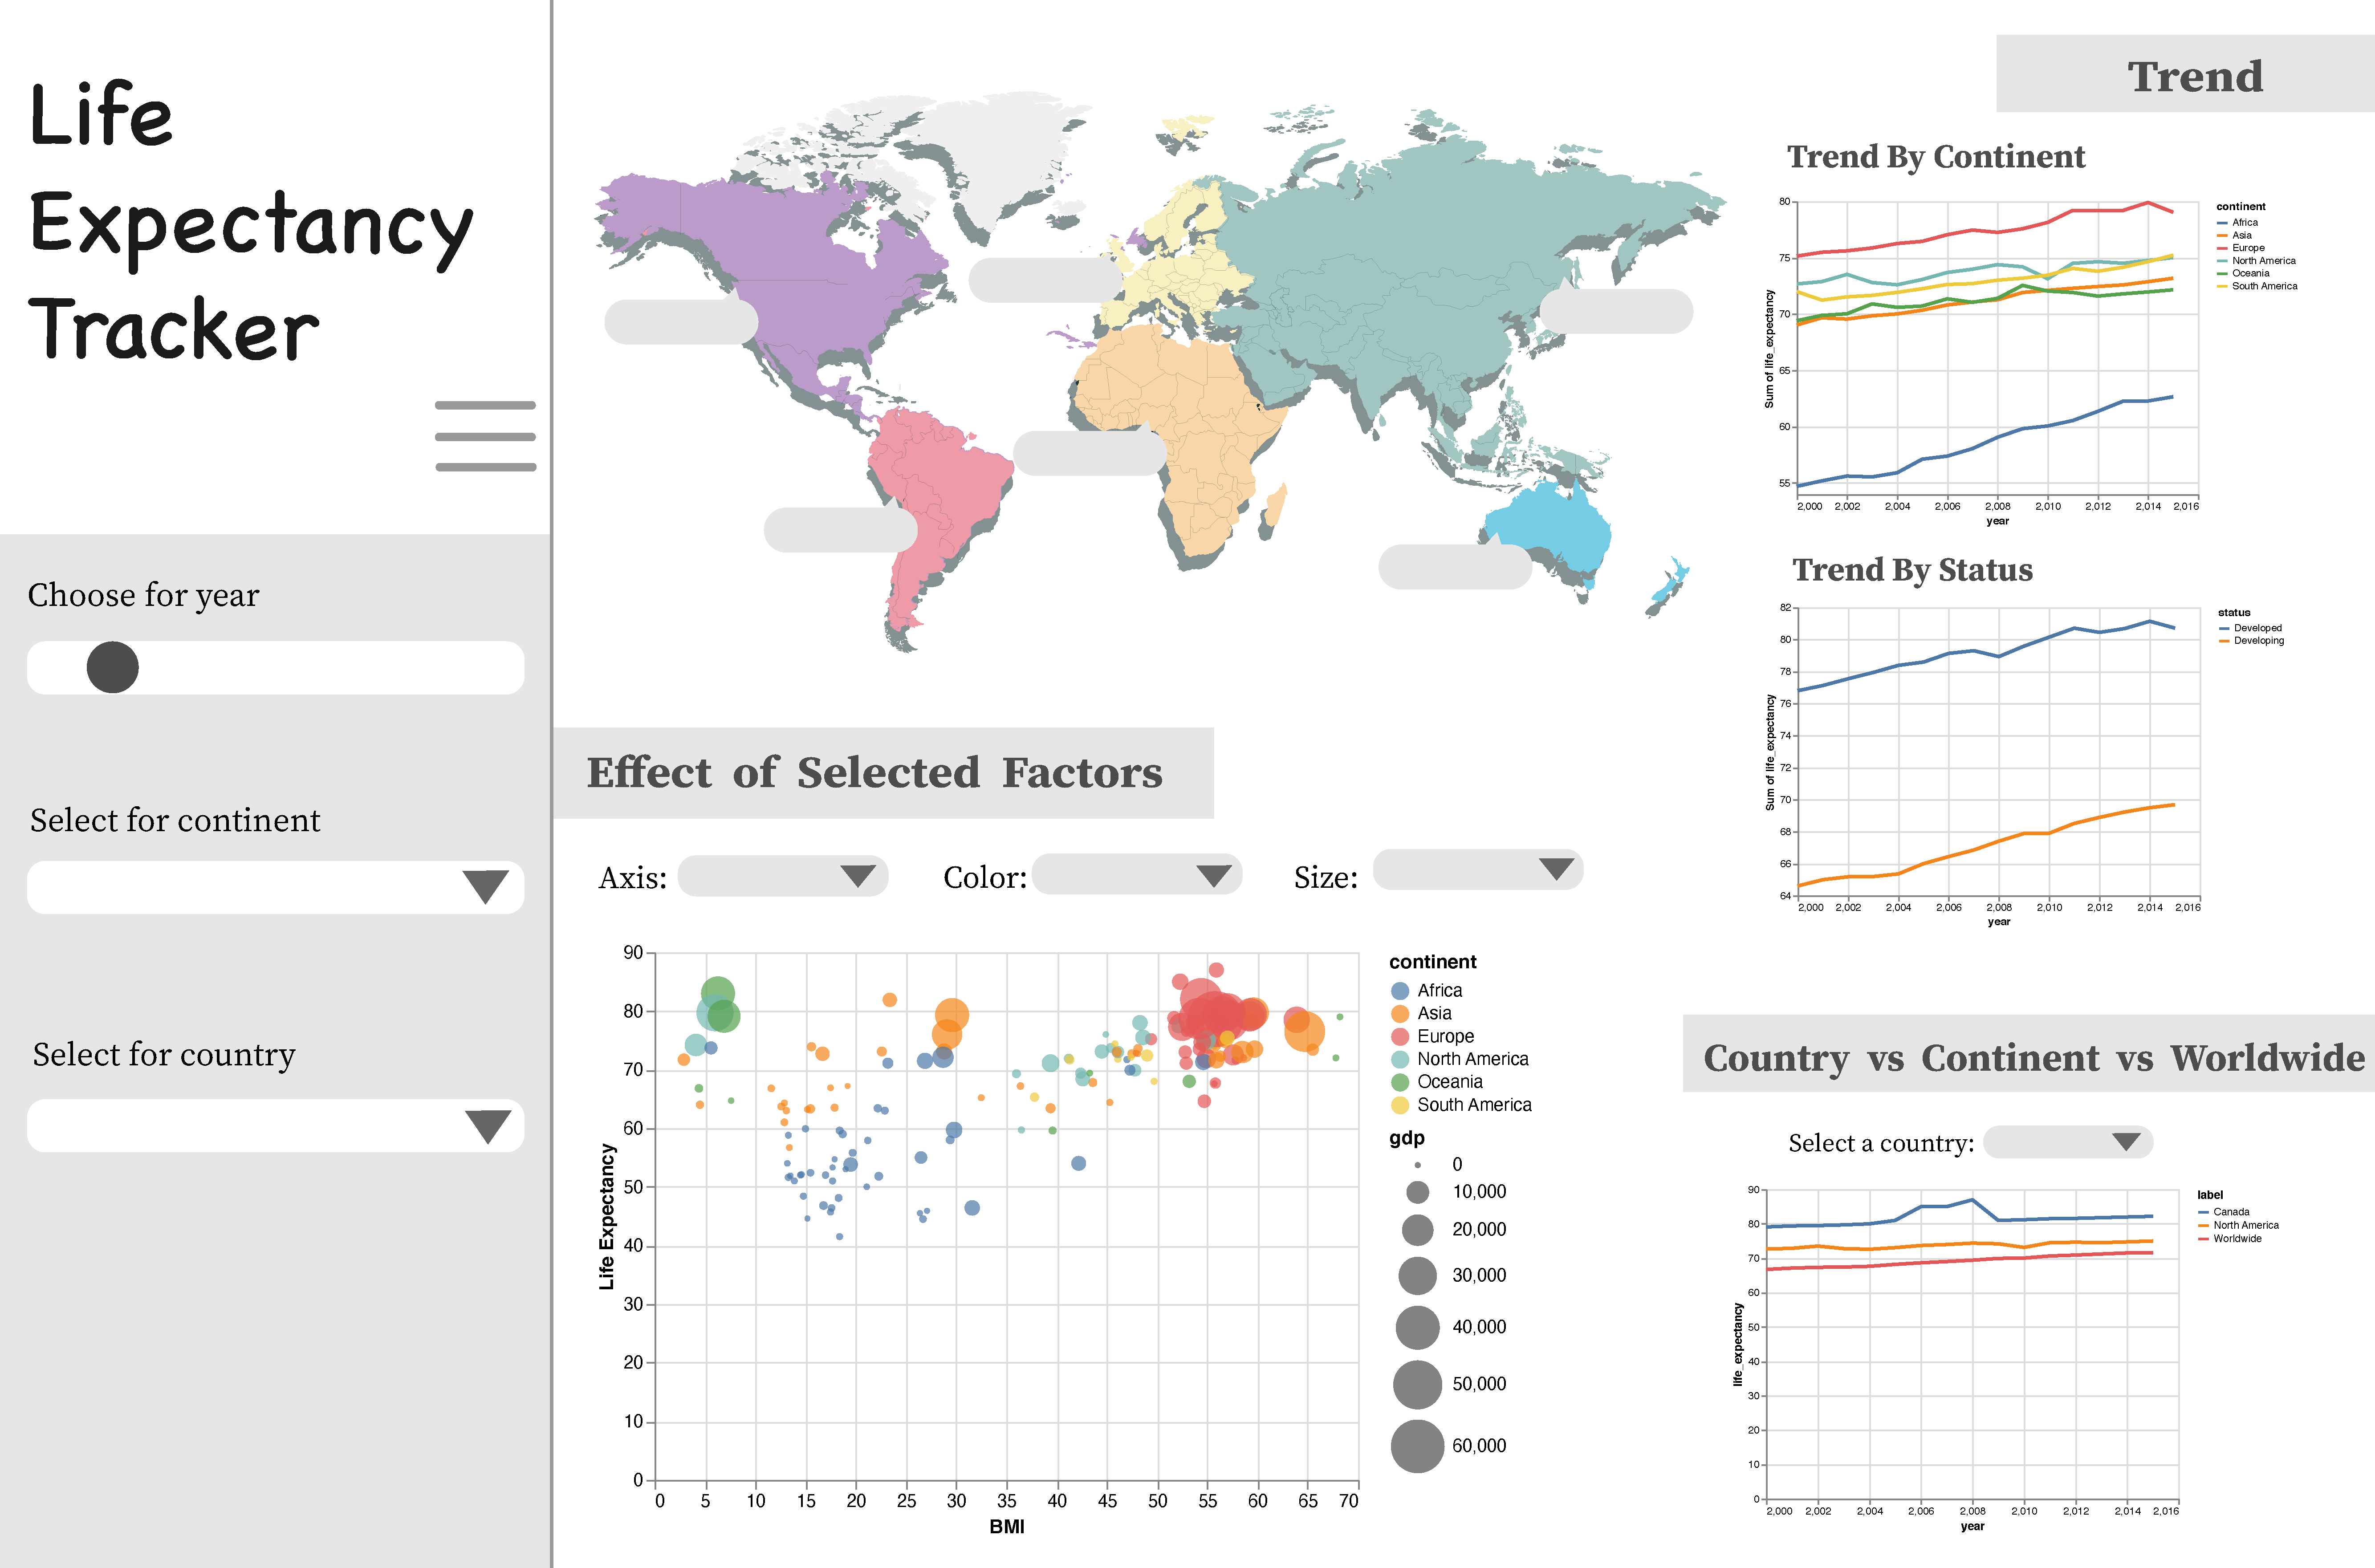 Life
Expectancy
Tracker
Choose for year
Select for continent
Select for country
Trend
Trend By Continent
80
75
70
65
60
55
Sum of life_expectancy
2,000 2,002 2,004 2,006 2,008 2,010 2,012 2,014 2,016
year
continent
Africa
Asia
Europe
North America
Oceania
South America
Trend By Status
82
80
78
76
74
72
70
68
66
64
Sum of life_expectancy
2,000 2,002 2,004 2,006 2,008 2,010 2,012 2,014 2,016
year
status
Developed
Developing
Effect of Selected Factors
Axis: Color: Size:
90
80
70
60
50
40
30
20
10
0
Life Expectancy
0 5 10 15 20 25 30 35 40 45 50 55 60 65 70
BMI
continent
Africa
Asia
Europe
North America
Oceania
South America
gdp
0
10,000
20,000
30,000
40,000
50,000
60,000
Country vs Continent vs Worldwide
Select a country:
90
80
70
60
50
40
30
20
10
0
life_expectancy
2,000 2,002 2,004 2,006 2,008 2,010 2,012 2,014 2,016
year
label
Canada
North America
Worldwide